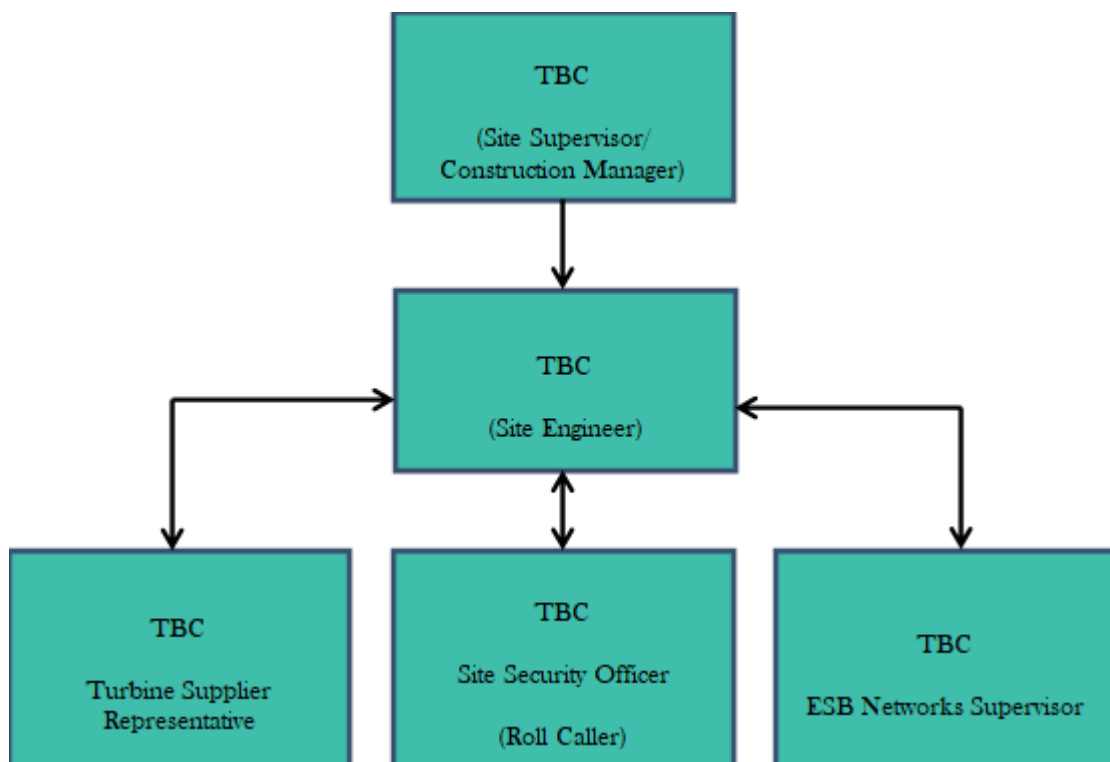 TBC
(Site Supervisor/
Construction Manager)
TBC
(Site Engineer)
TBC
Turbine Supplier
Representative
TBC
Site Security Officer
(Roll Caller)
TBC
ESB Networks Supervisor